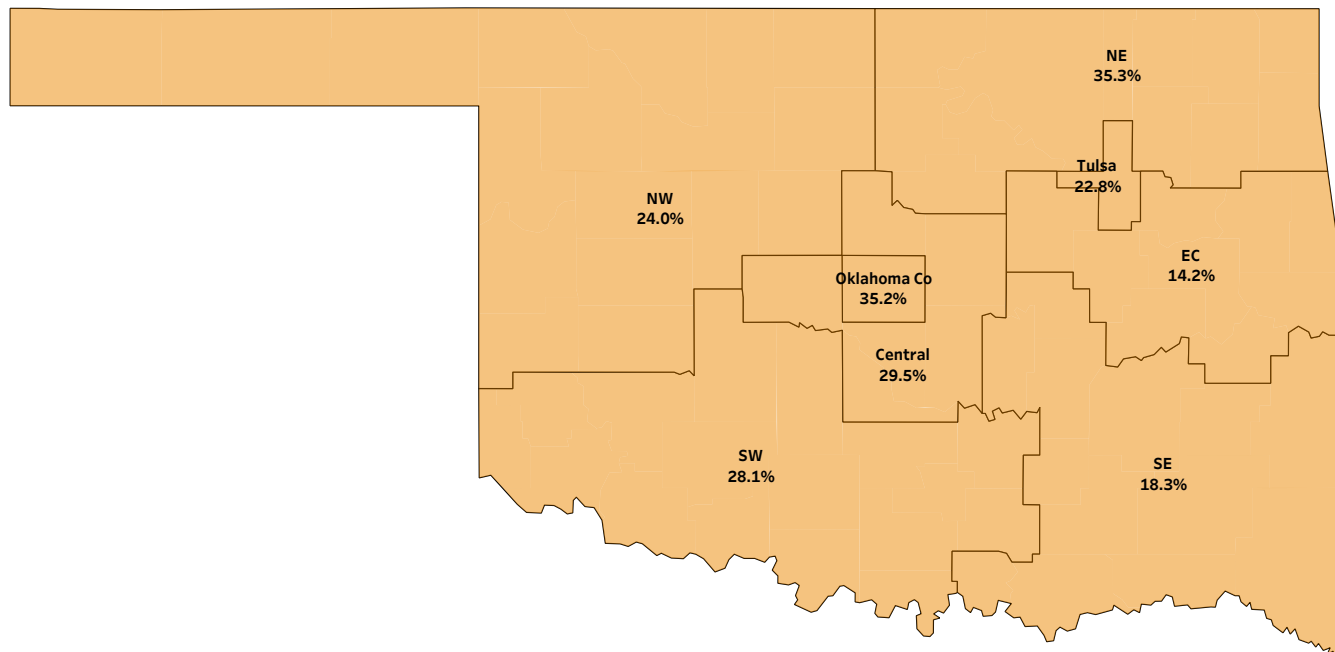 NE
35.3%
Tulsa
22.8%
NW
24.0%
EC
14.2%
Oklahoma Co
35.2%
Central
29.5%
SW
28.1%
SE
18.3%